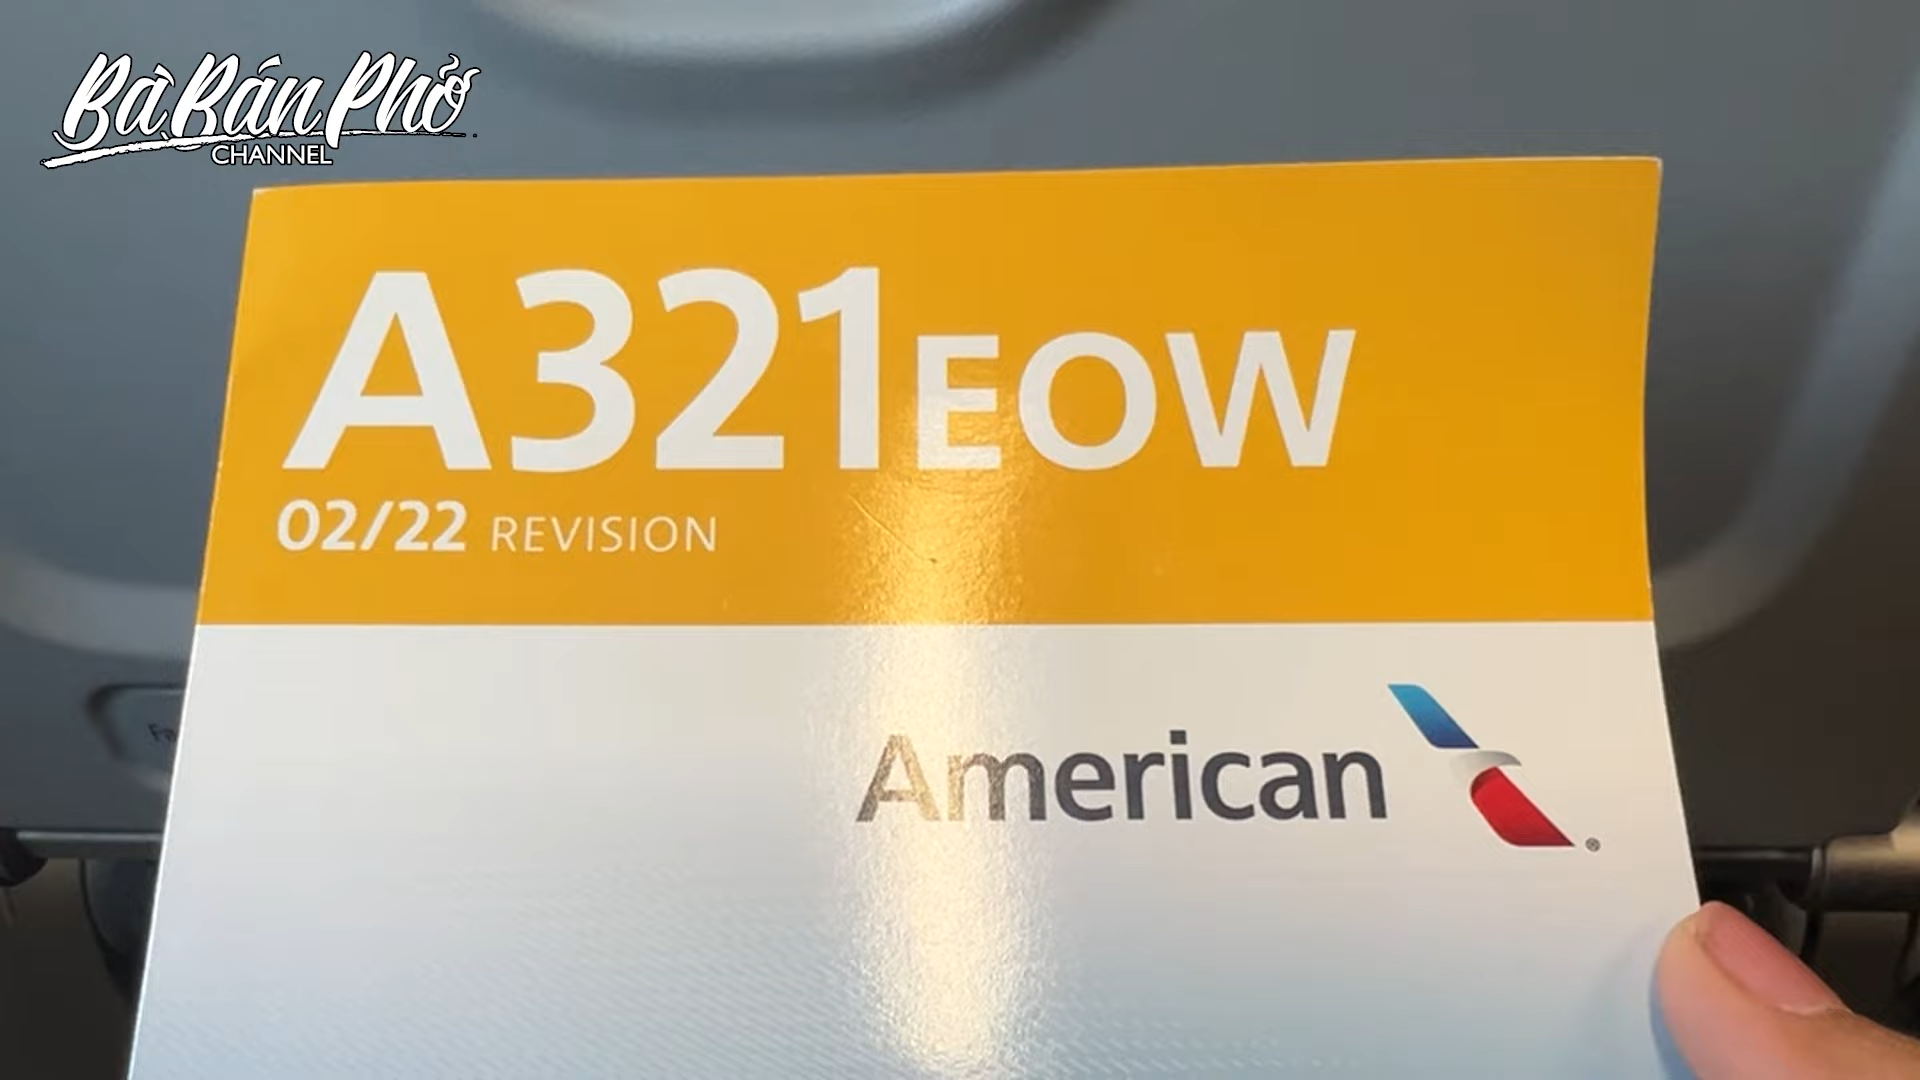 Bà Bán Phở
CHANNEL
A321EOW
02/22 REVISION
American ®